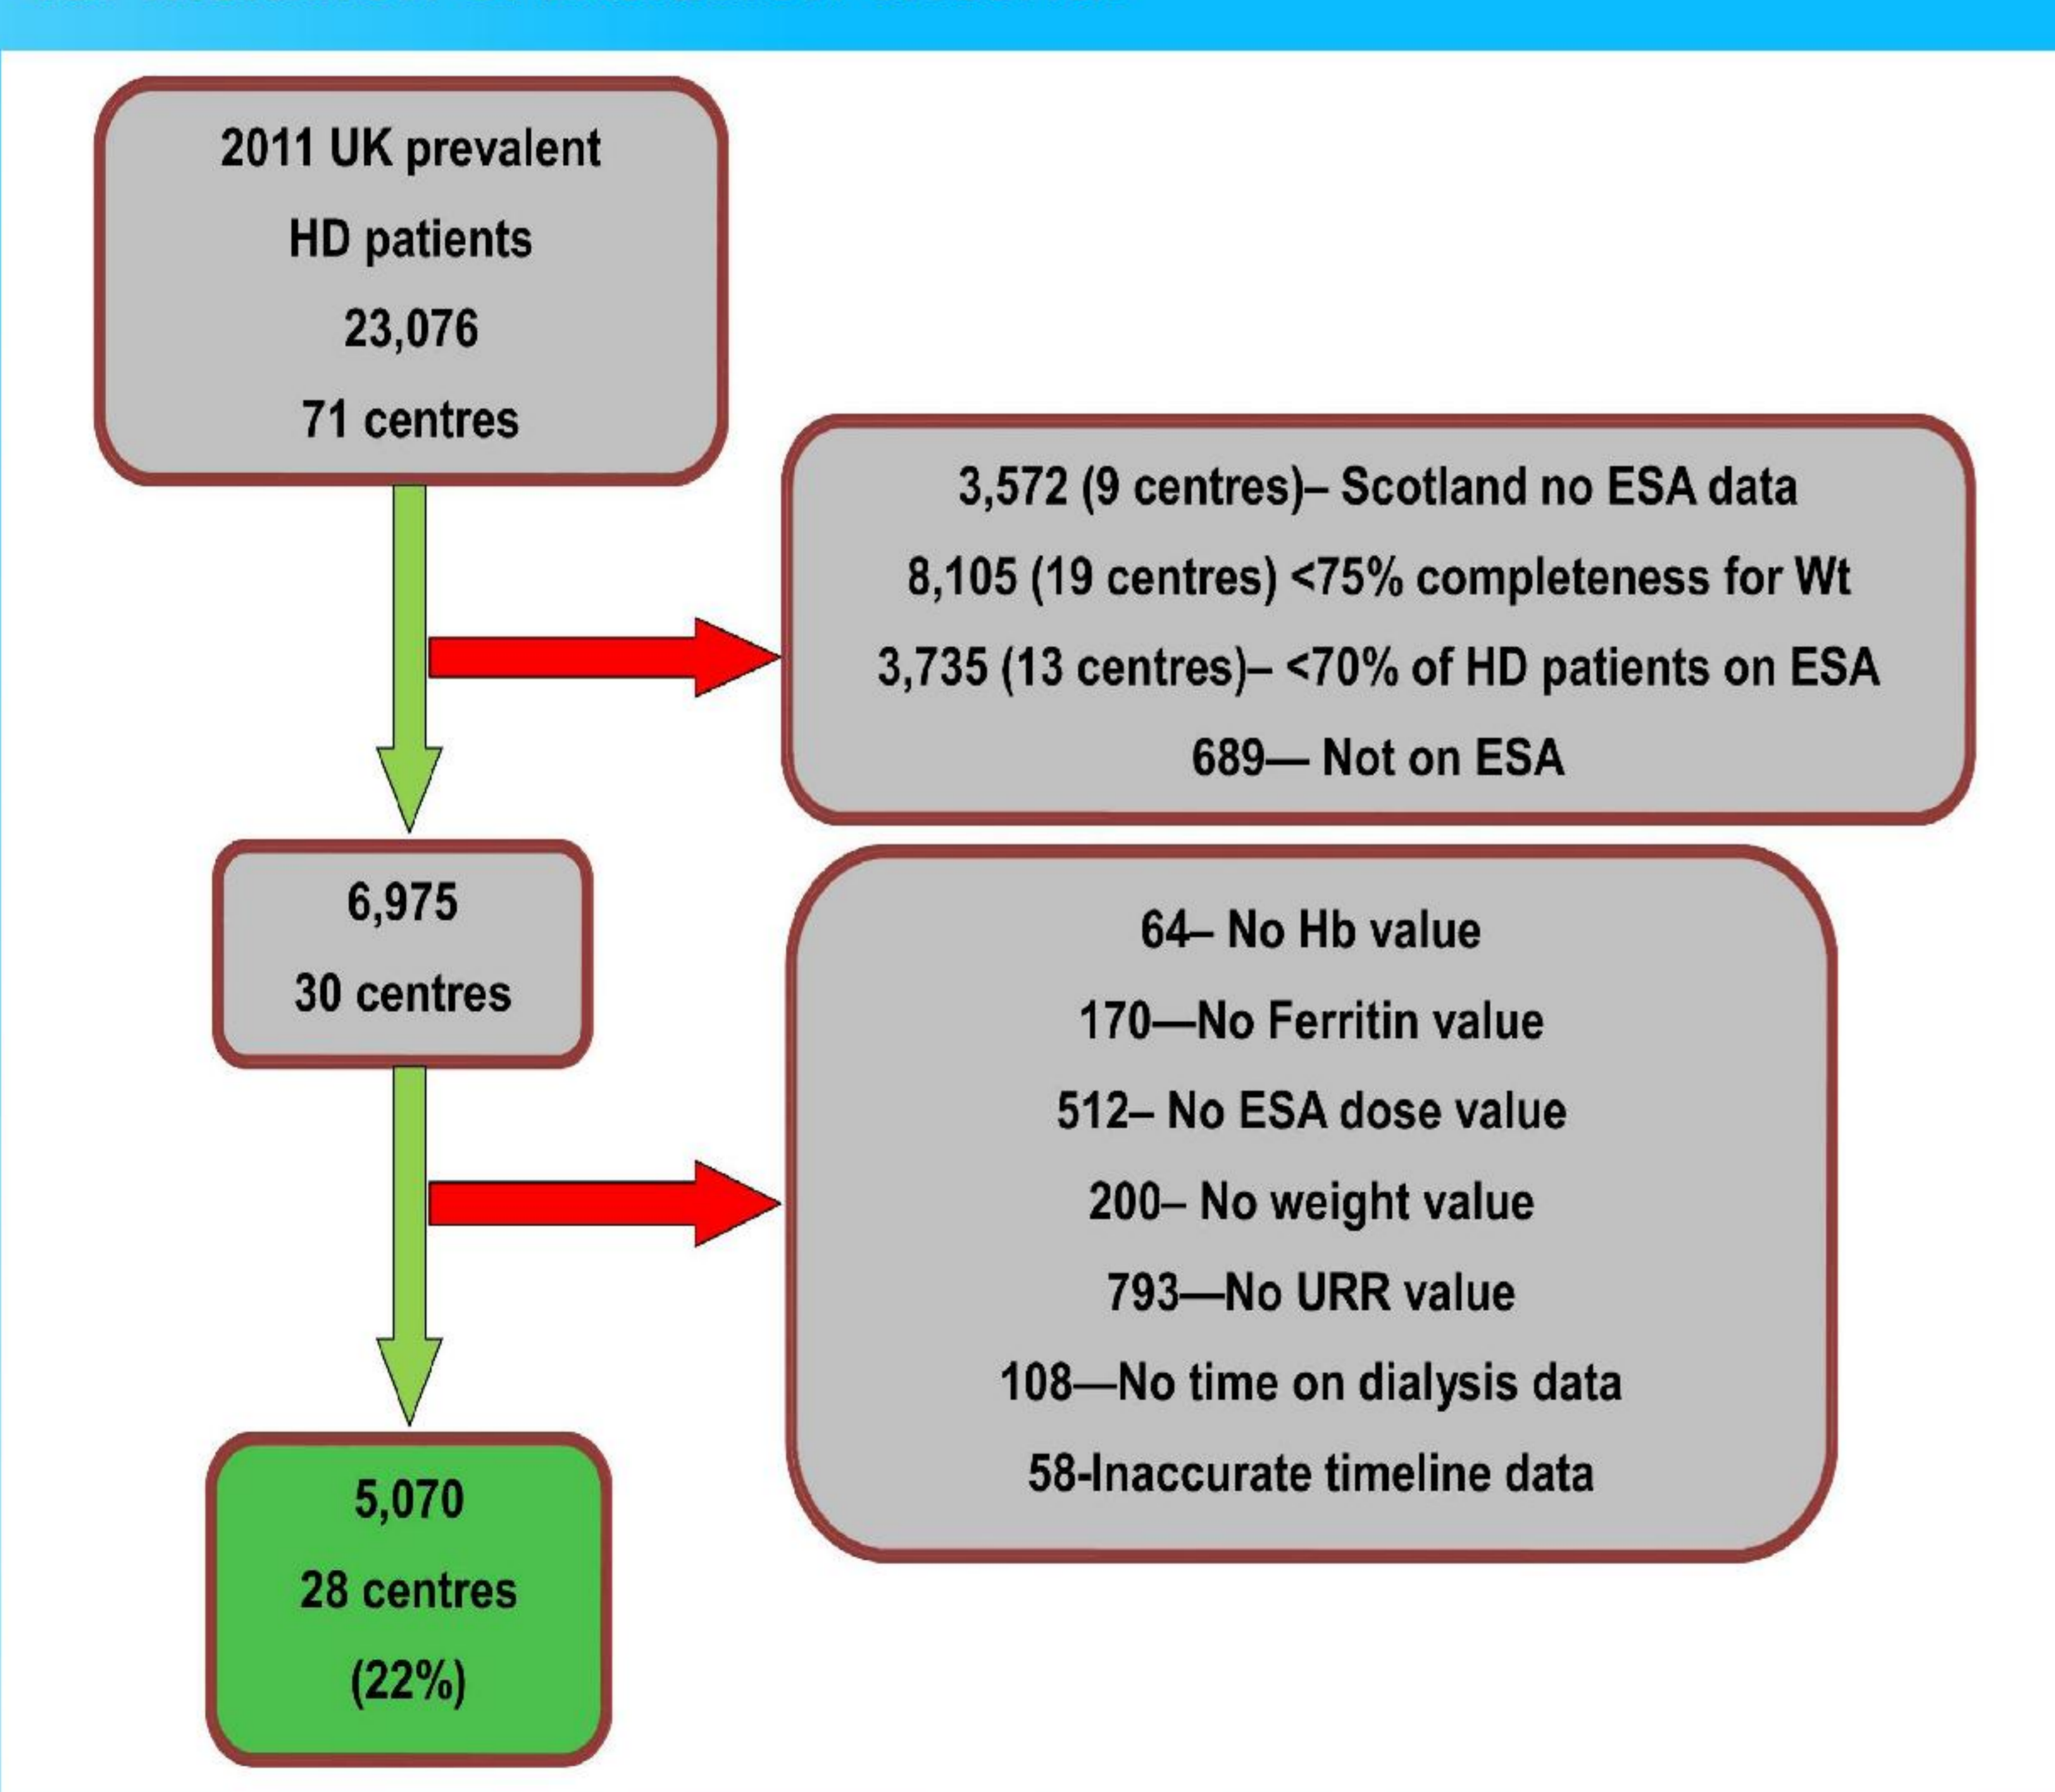 2011 UK prevalent
HD patients
23,076
71 centres
3,572 (9 centres)– Scotland no ESA data
8,105 (19 centres) <75% completeness for Wt
3,735 (13 centres)– <70% of HD patients on ESA
689— Not on ESA
6,975
30 centres
64– No Hb value
170—No Ferritin value
512– No ESA dose value
200– No weight value
793—No URR value
108—No time on dialysis data
58-Inaccurate timeline data
5,070
28 centres
(22%)